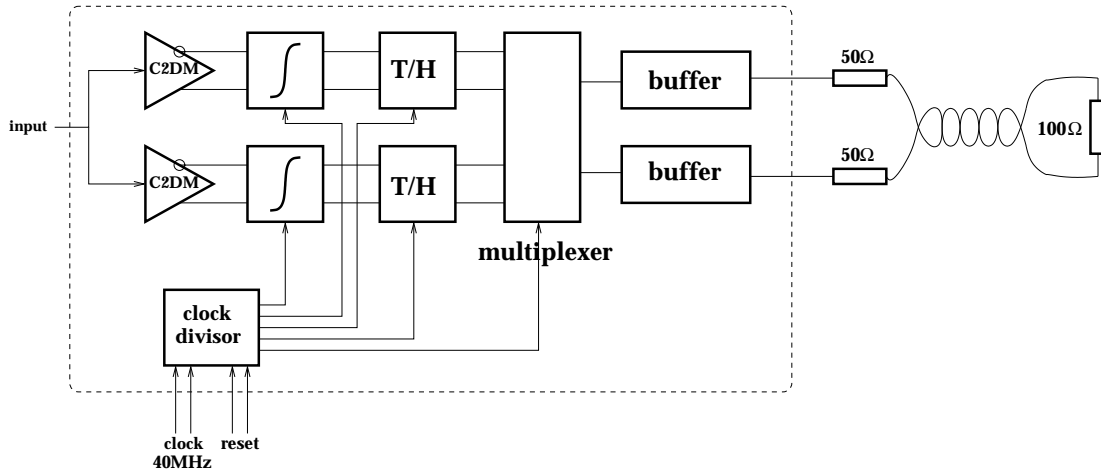 C2DM
T/H
buffer
50Ω
input
100Ω
C2DM
T/H
buffer
50Ω
multiplexer
clock
divisor
clock
40MHz
reset